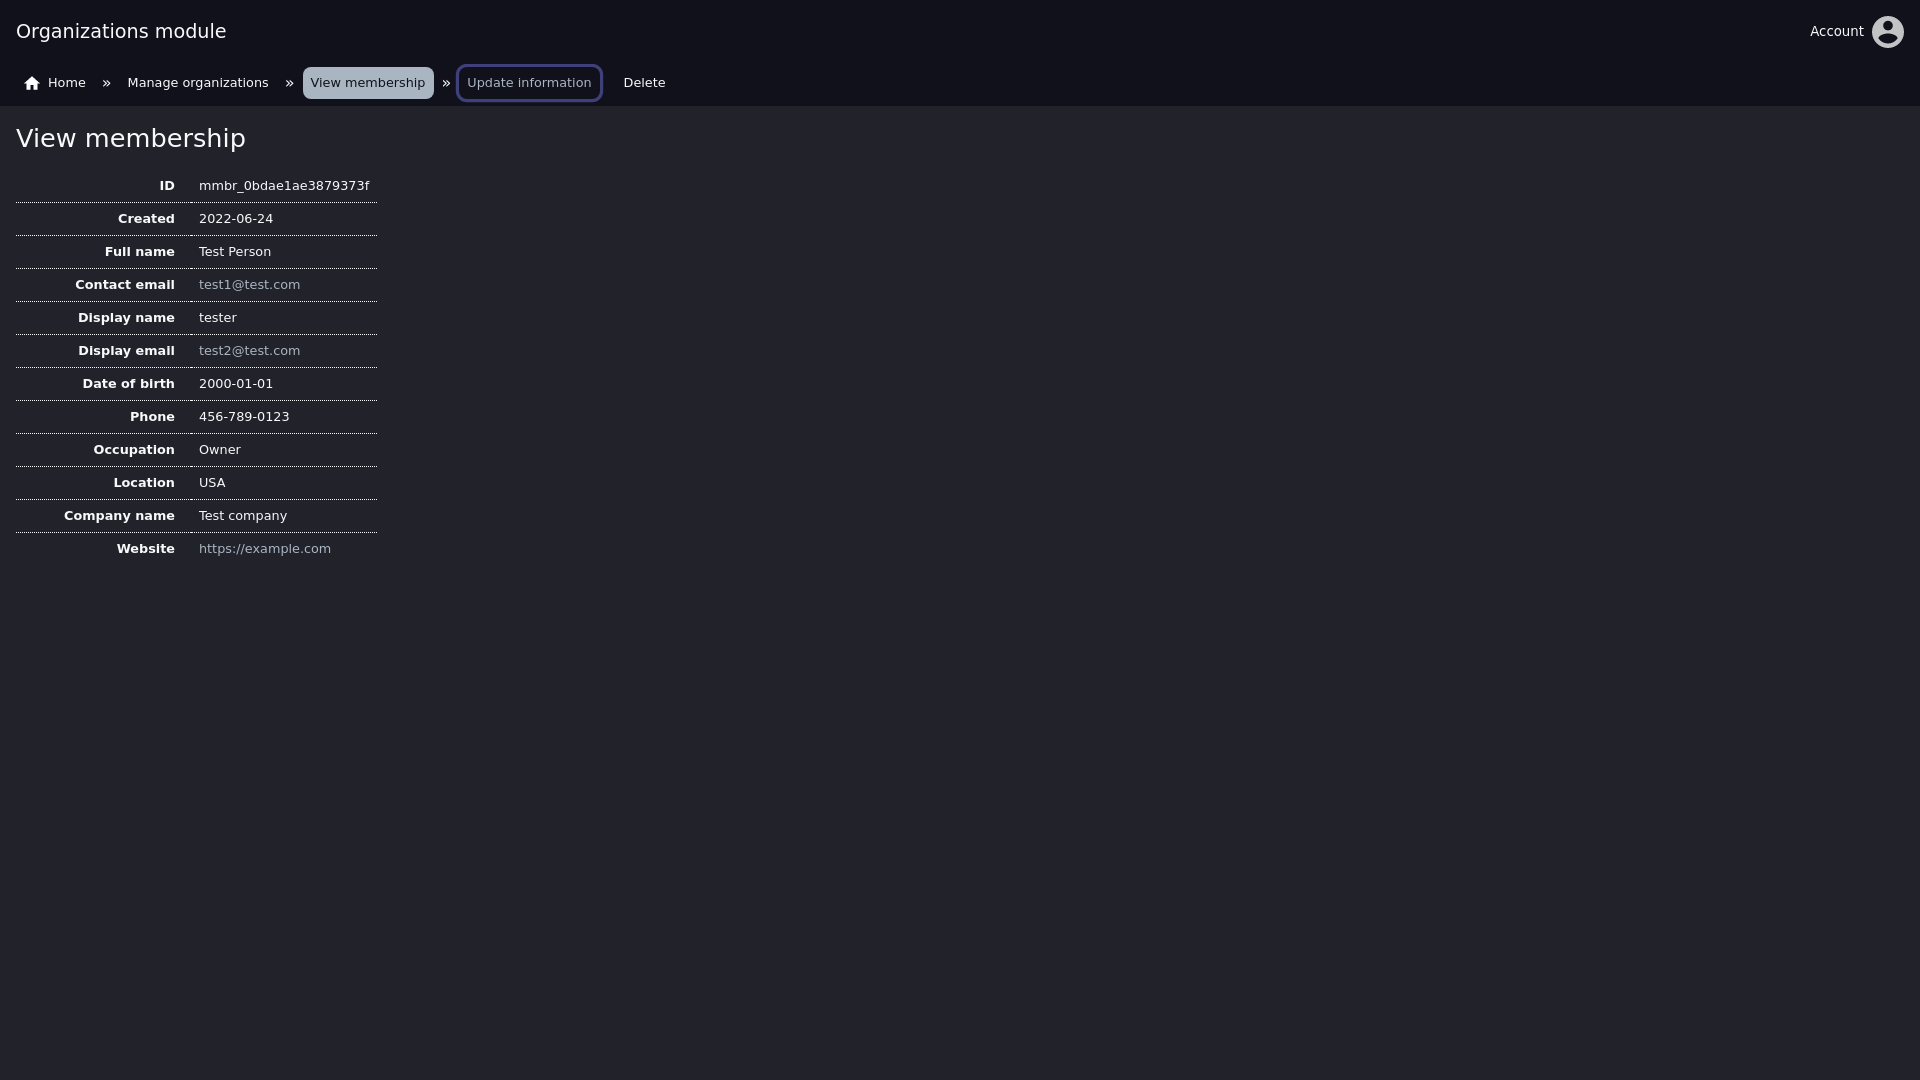 Organizations module
Account
Home » Manage organizations » View membership » Update information Delete
View membership
ID mmbr_0bdae1ae3879373f
Created 2022-06-24
Full name Test Person
Contact email test1@test.com
Display name tester
Display email test2@test.com
Date of birth 2000-01-01
Phone 456-789-0123
Occupation Owner
Location USA
Company name Test company
Website https://example.com